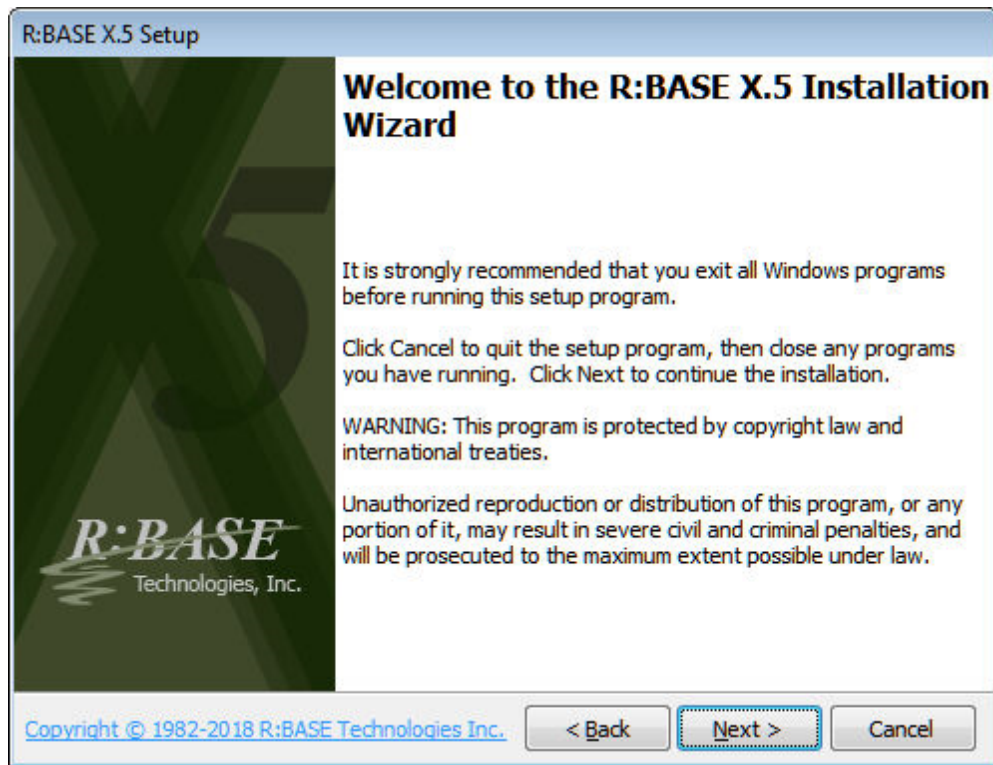 R:BASE X.5 Setup
Welcome to the R:BASE X.5 Installation
Wizard
It is strongly recommended that you exit all Windows programs
before running this setup program.
Click Cancel to quit the setup program, then close any programs
you have running.  Click Next to continue the installation.
WARNING: This program is protected by copyright law and
international treaties.
Unauthorized reproduction or distribution of this program, or any
portion of it, may result in severe civil and criminal penalties, and
will be prosecuted to the maximum extent possible under law.
X
5
R:BASE
Technologies, Inc.
Copyright © 1982-2018 R:BASE Technologies Inc.
< Back
Next >
Cancel